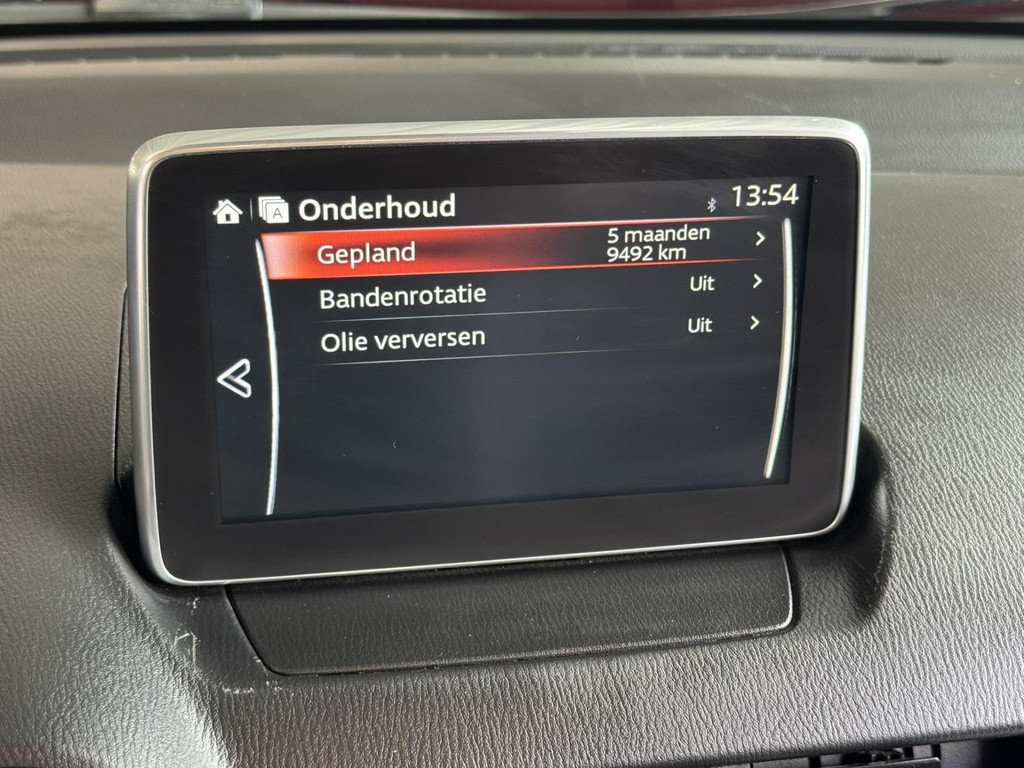 A Onderhoud 13:54
Gepland 5 maanden
9492 km
Bandenrotatie Uit
Olie verversen Uit